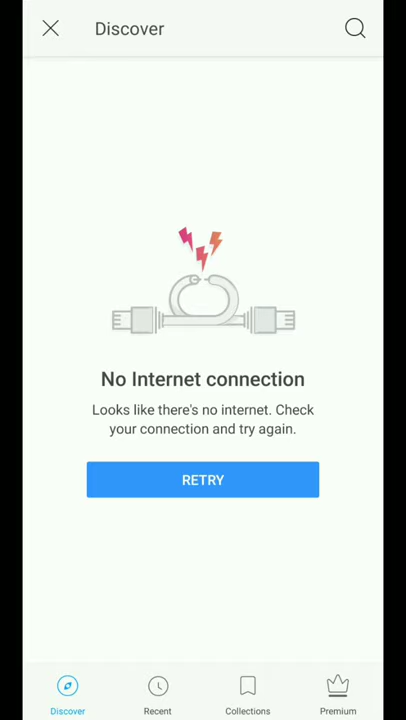 Discover
No Internet connection
Looks like there's no internet. Check
your connection and try again.
RETRY
Discover
Recent
Collections
Premium